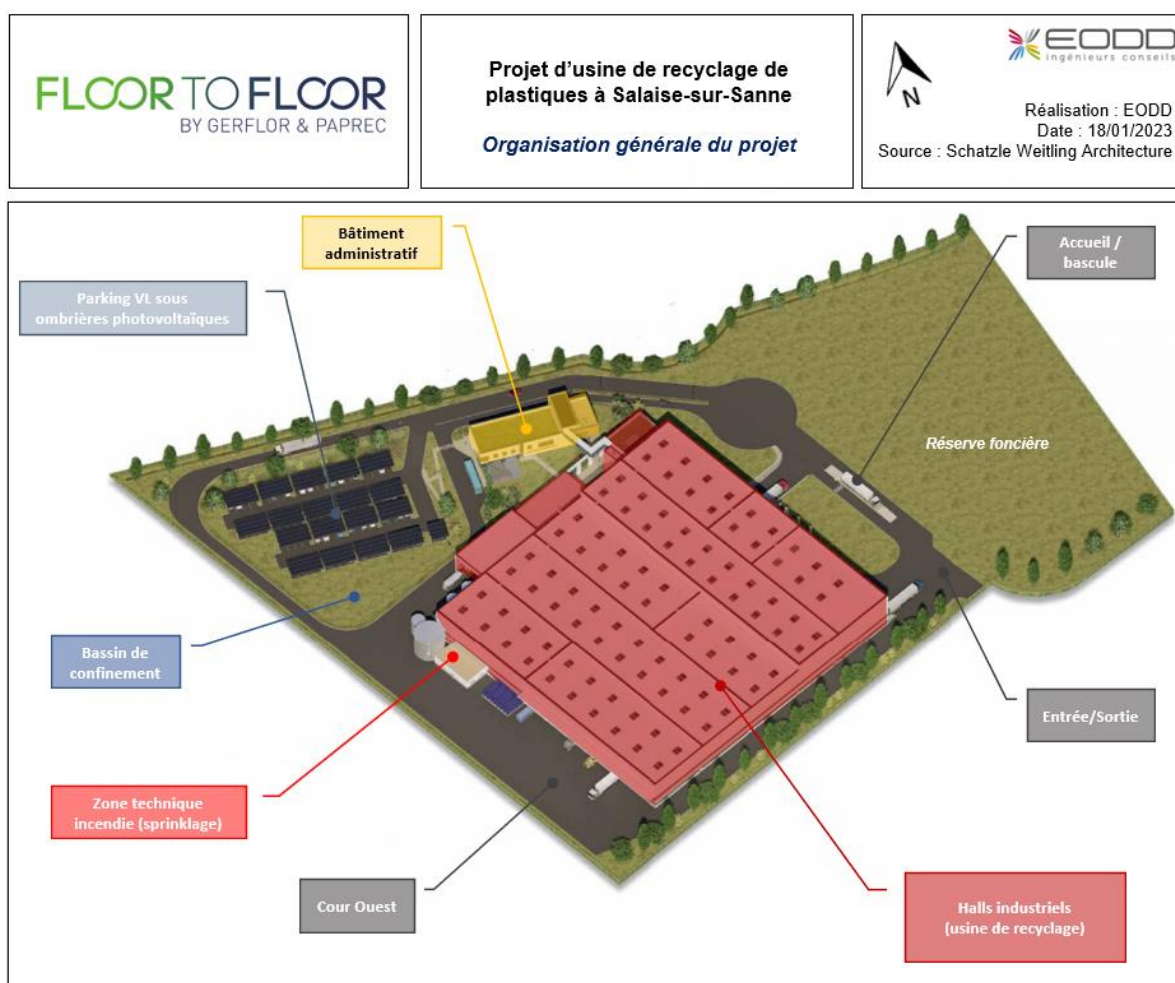 FLOOR TO FLOOR
BY GERFLOR & PAPREC
Projet d'usine de recyclage de
plastiques à Salaise-sur-Sanne
Organisation générale du projet
N
EODD
ingénieurs conseils
Réalisation : EODD
Date : 18/01/2023
Source : Schatzle Weitling Architecture
Bâtiment
administratif
Accueil /
bascule
Parking VL sous
ombrières photovoltaïques
Réserve foncière
Bassin de
confinement
Entrée/Sortie
Zone technique
incendie (sprinklage)
Cour Ouest
Halls industriels
(usine de recyclage)